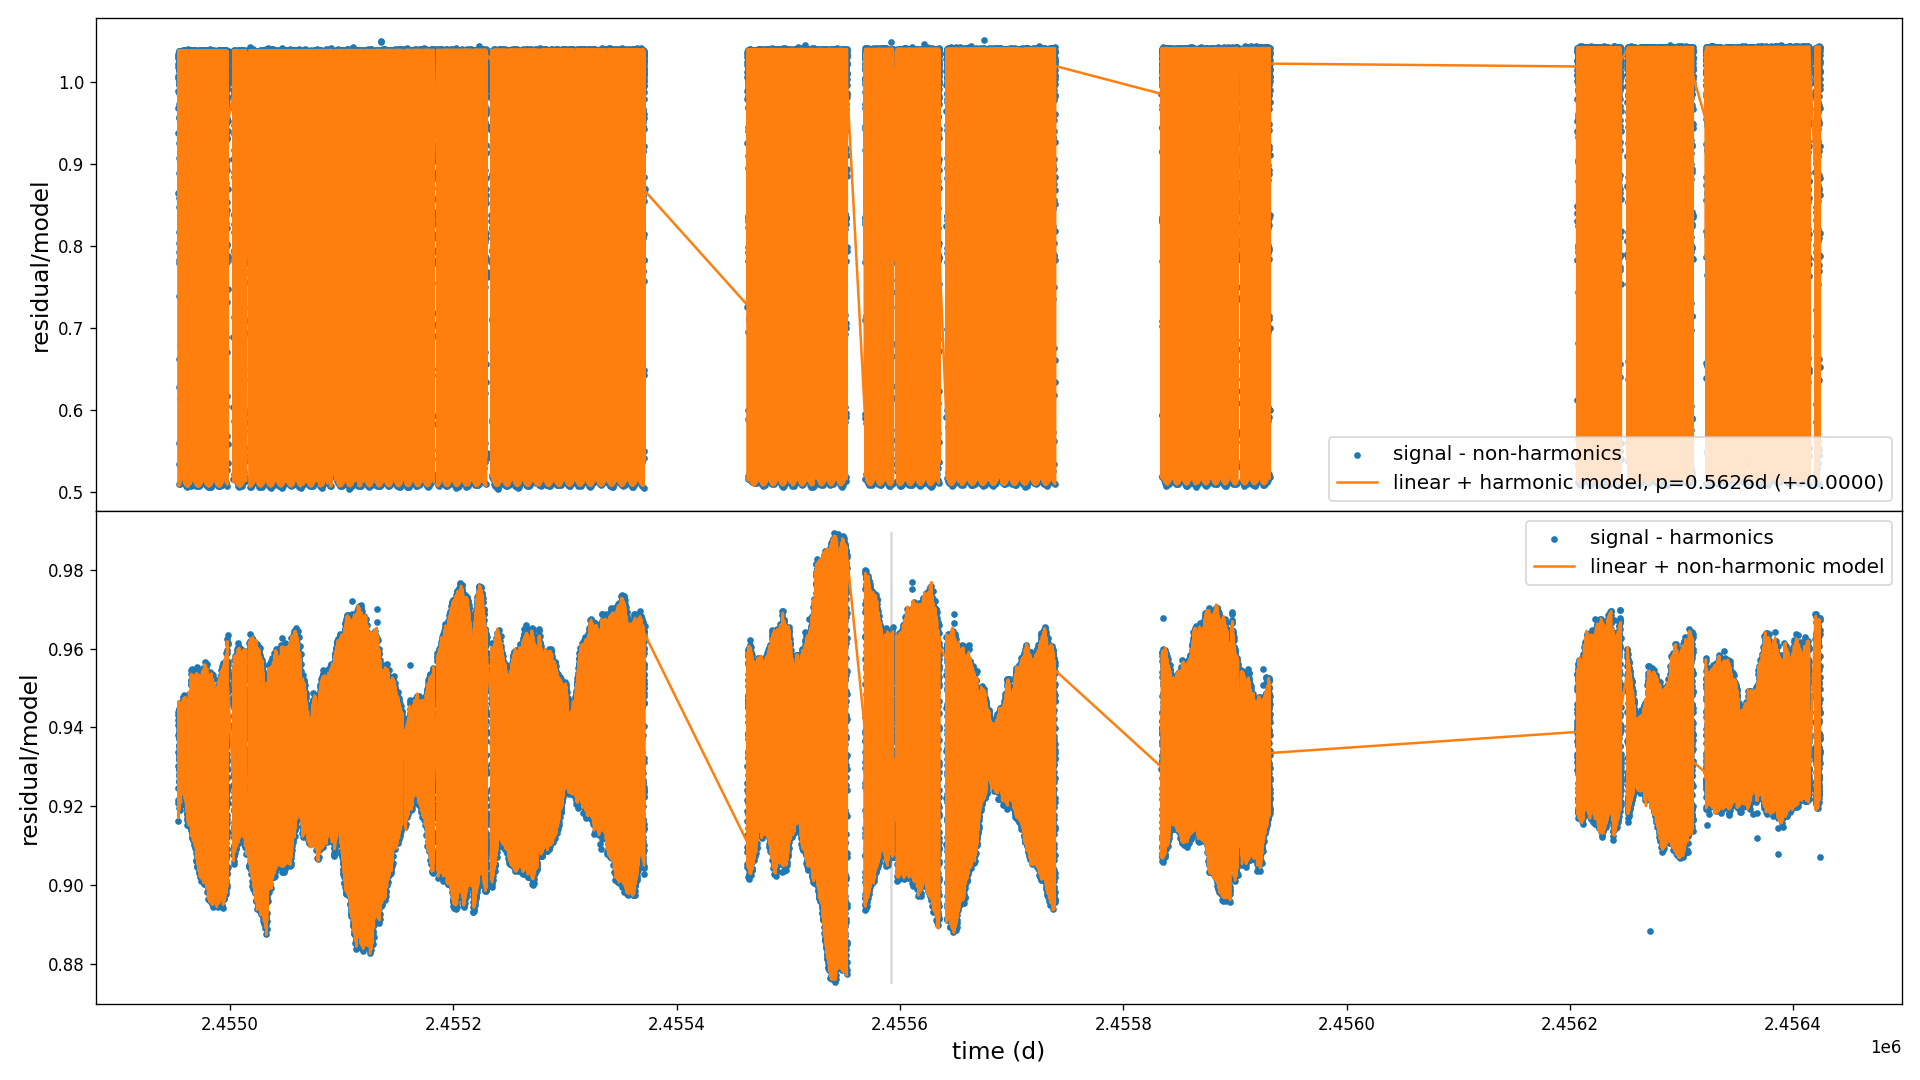 residual/model
1.0
0.9
0.8
0.7
0.6
0.5
signal - non-harmonics
linear + harmonic model, p=0.5626d (+-0.0000)
residual/model
0.98
0.96
0.94
0.92
0.90
0.88
signal - harmonics
linear + non-harmonic model
2.4550
2.4552
2.4554
2.4556
2.4558
2.4560
2.4562
2.4564
1e6
time (d)